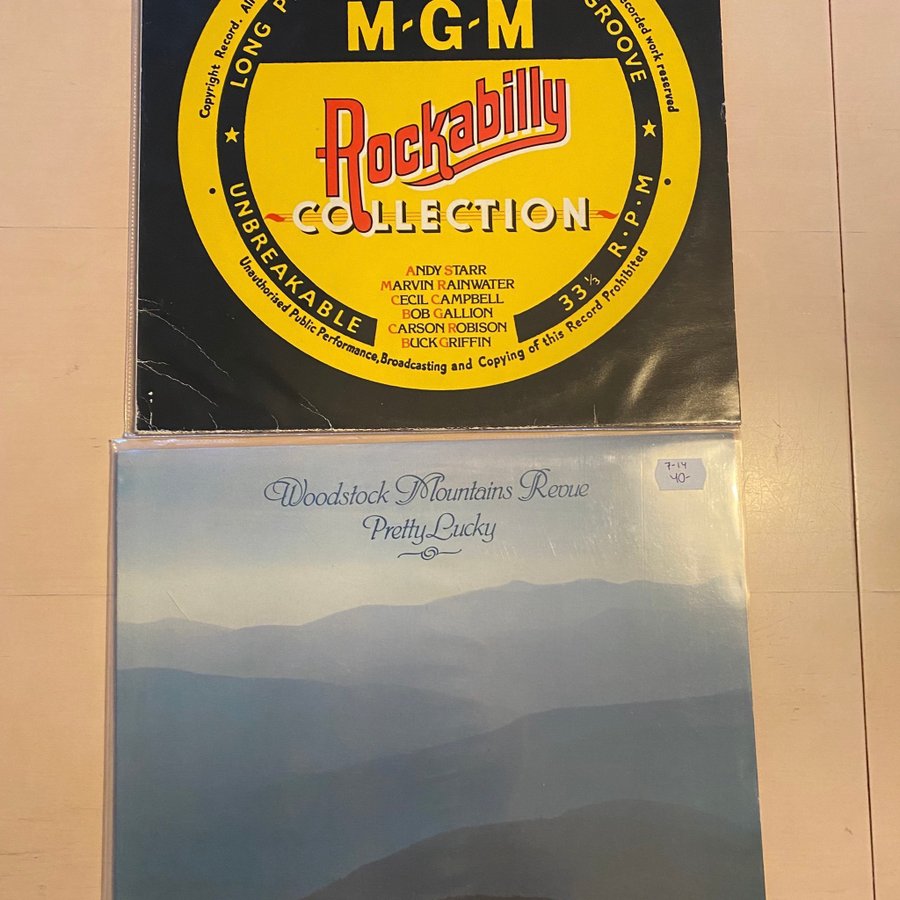 M-G-M
Copyright Record. All
LONG P
GROOVE
recorded work reserved
Rockabilly
COLLECTION
UNBREAKABLE
33⅓ R·P·M
ANDY STARR
MARVIN RAINWATER
CECIL CAMPBELL
BOB GALLION
CARSON ROBISON
BUCK GRIFFIN
Unauthorised Public Performance, Broadcasting and Copying of this Record Prohibited
Woodstock Mountains Revue
Pretty Lucky
7-14
40-